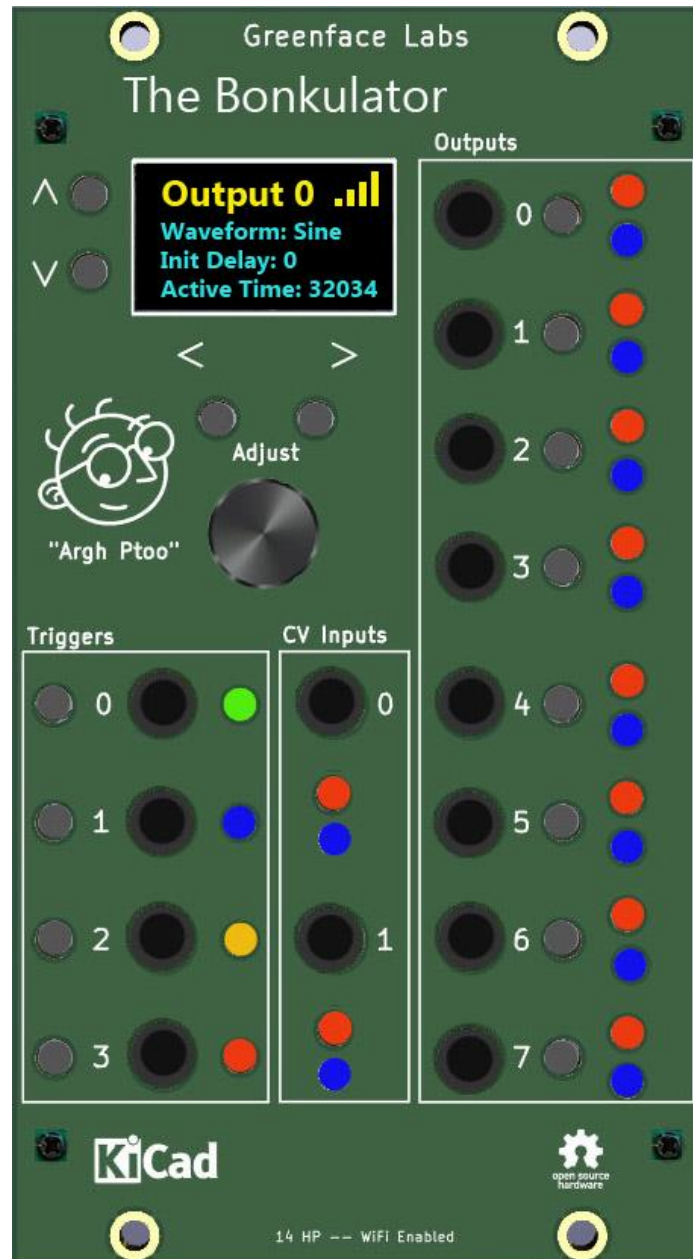 Greenface Labs
The Bonkulator
Outputs
^
v
Output 0
Waveform: Sine
Init Delay: 0
Active Time: 32034
< >
Adjust
"Argh Ptoo"
0
1
2
3
4
5
6
7
Triggers
0
1
2
3
CV Inputs
0
1
KiCad
open source
hardware
14 HP -- WiFi Enabled